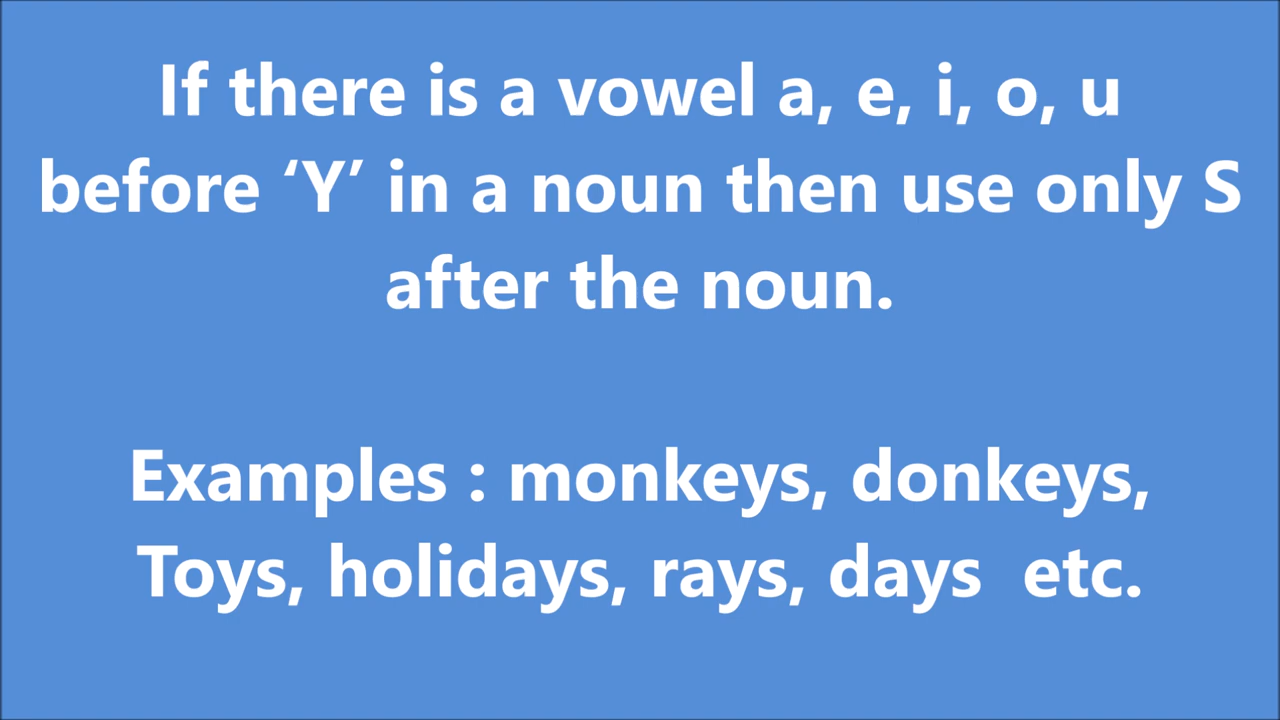 If there is a vowel a, e, i, o, u
before ‘Y’ in a noun then use only S
after the noun.
Examples : monkeys, donkeys,
Toys, holidays, rays, days  etc.